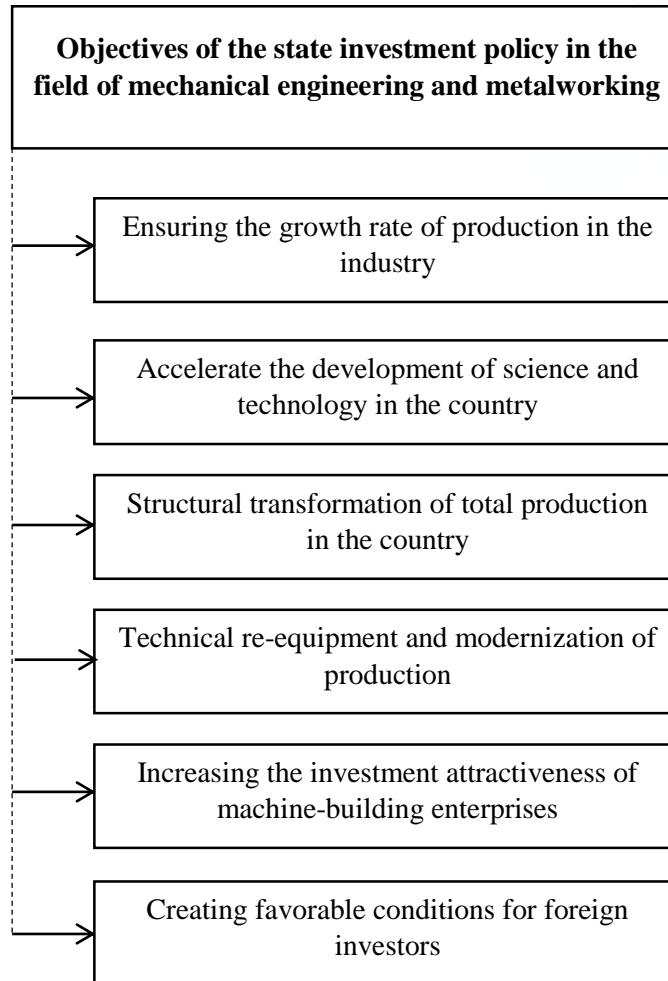 Objectives of the state investment policy in the
field of mechanical engineering and metalworking
Ensuring the growth rate of production in the
industry
Accelerate the development of science and
technology in the country
Structural transformation of total production
in the country
Technical re-equipment and modernization of
production
Increasing the investment attractiveness of
machine-building enterprises
Creating favorable conditions for foreign
investors